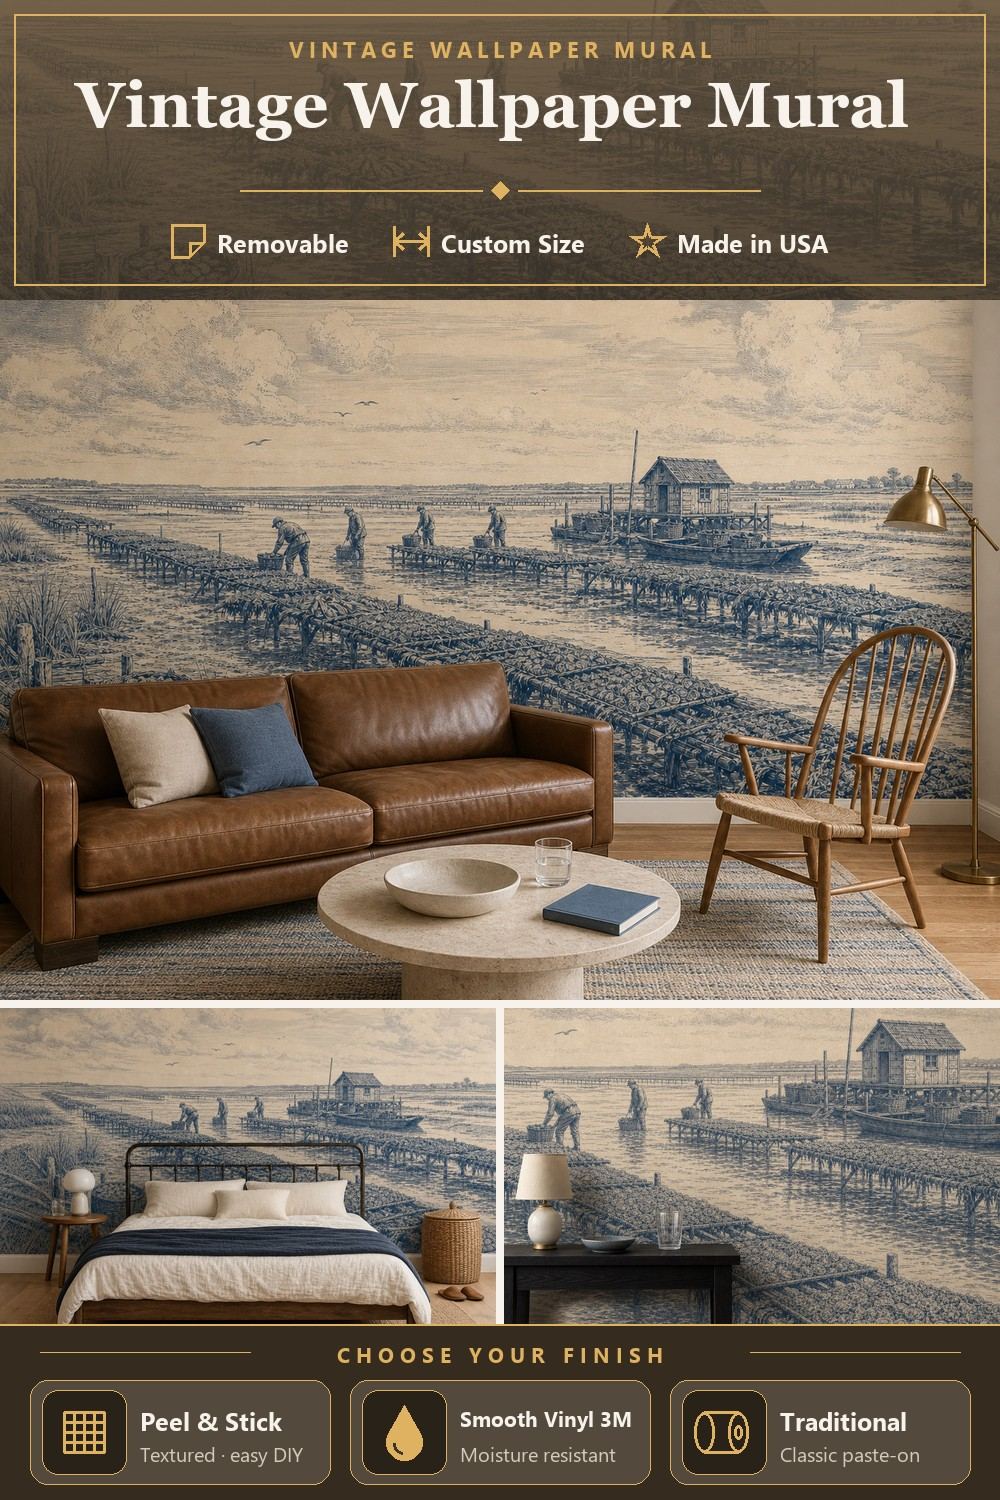 VINTAGE WALLPAPER MURAL
Vintage Wallpaper Mural
Removable
Custom Size
Made in USA
CHOOSE YOUR FINISH
Peel & Stick
Textured · easy DIY
Smooth Vinyl 3M
Moisture resistant
Traditional
Classic paste-on